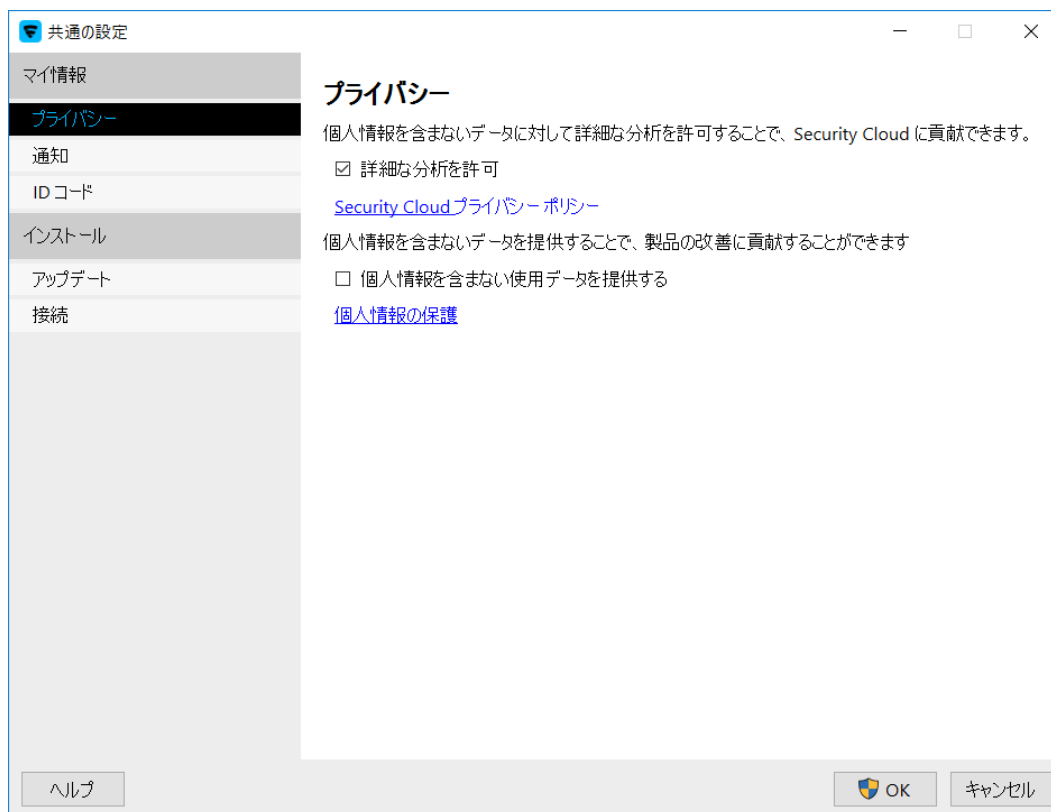 共通の設定
マイ情報
プライバシー
通知
ID コード
インストール
アップデート
接続
プライバシー
個人情報を含まないデータに対して詳細な分析を許可することで、Security Cloud に貢献できます。
詳細な分析を許可
Security Cloud プライバシー ポリシー
個人情報を含まないデータを提供することで、製品の改善に貢献することができます
個人情報を含まない使用データを提供する
個人情報の保護
ヘルプ
OK
キャンセル